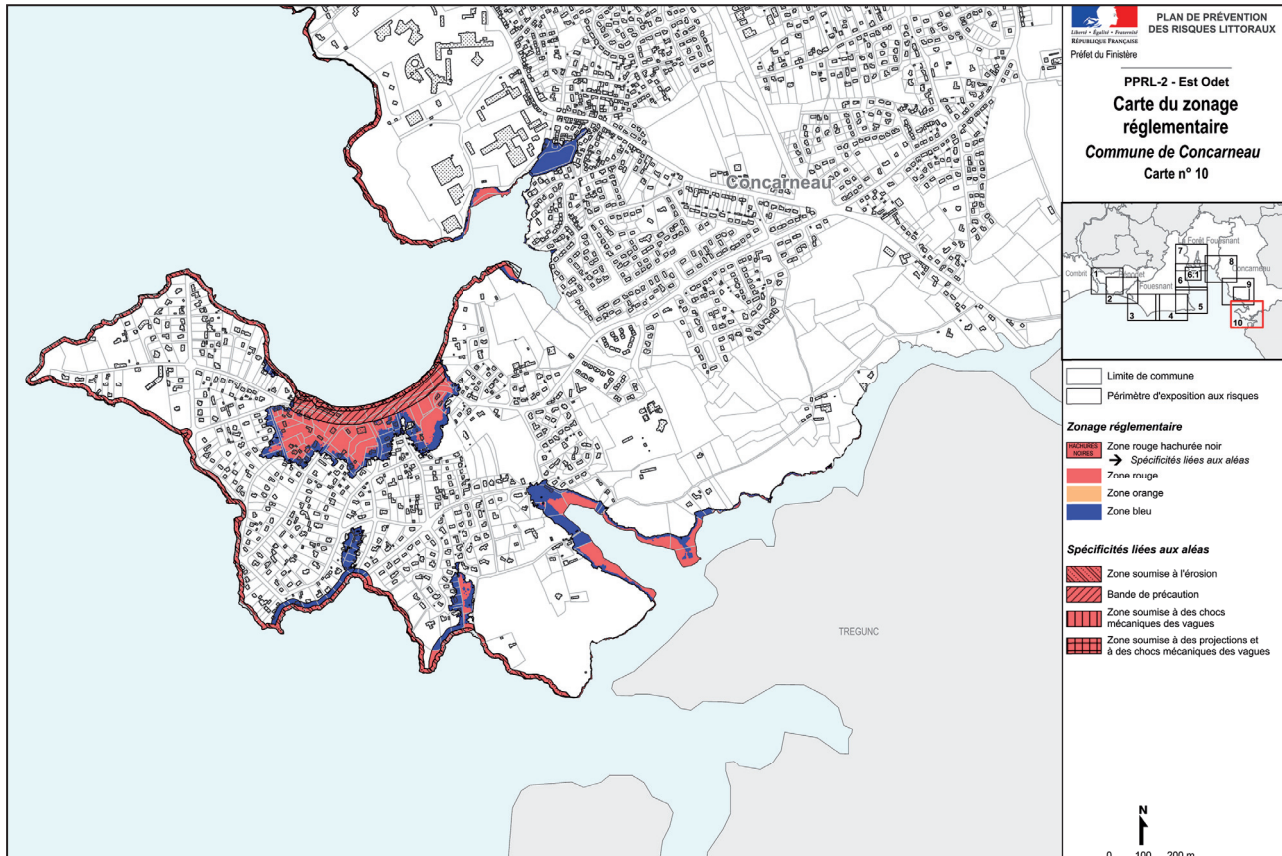 PLAN DE PRÉVENTION
DES RISQUES LITTORAUX
Liberté • Égalité • Fraternité
RÉPUBLIQUE FRANÇAISE
Préfet du Finistère
PPRL-2 - Est Odet
Carte du zonage
réglementaire
Commune de Concarneau
Carte n° 10
La Forêt Fouesnant
Combrit
Fouesnant
Concarneau
1
2
3
4
5
6
6.1
7
8
9
10
Limite de commune
Périmètre d'exposition aux risques
Zonage réglementaire
HACHURES
NOIRES
Zone rouge hachurée noir
➔ Spécificités liées aux aléas
Zone rouge
Zone orange
Zone bleu
Spécificités liées aux aléas
Zone soumise à l'érosion
Bande de précaution
Zone soumise à des chocs
mécaniques des vagues
Zone soumise à des projections et
à des chocs mécaniques des vagues
N
0 100 200 m
Concarneau
TREGUNC